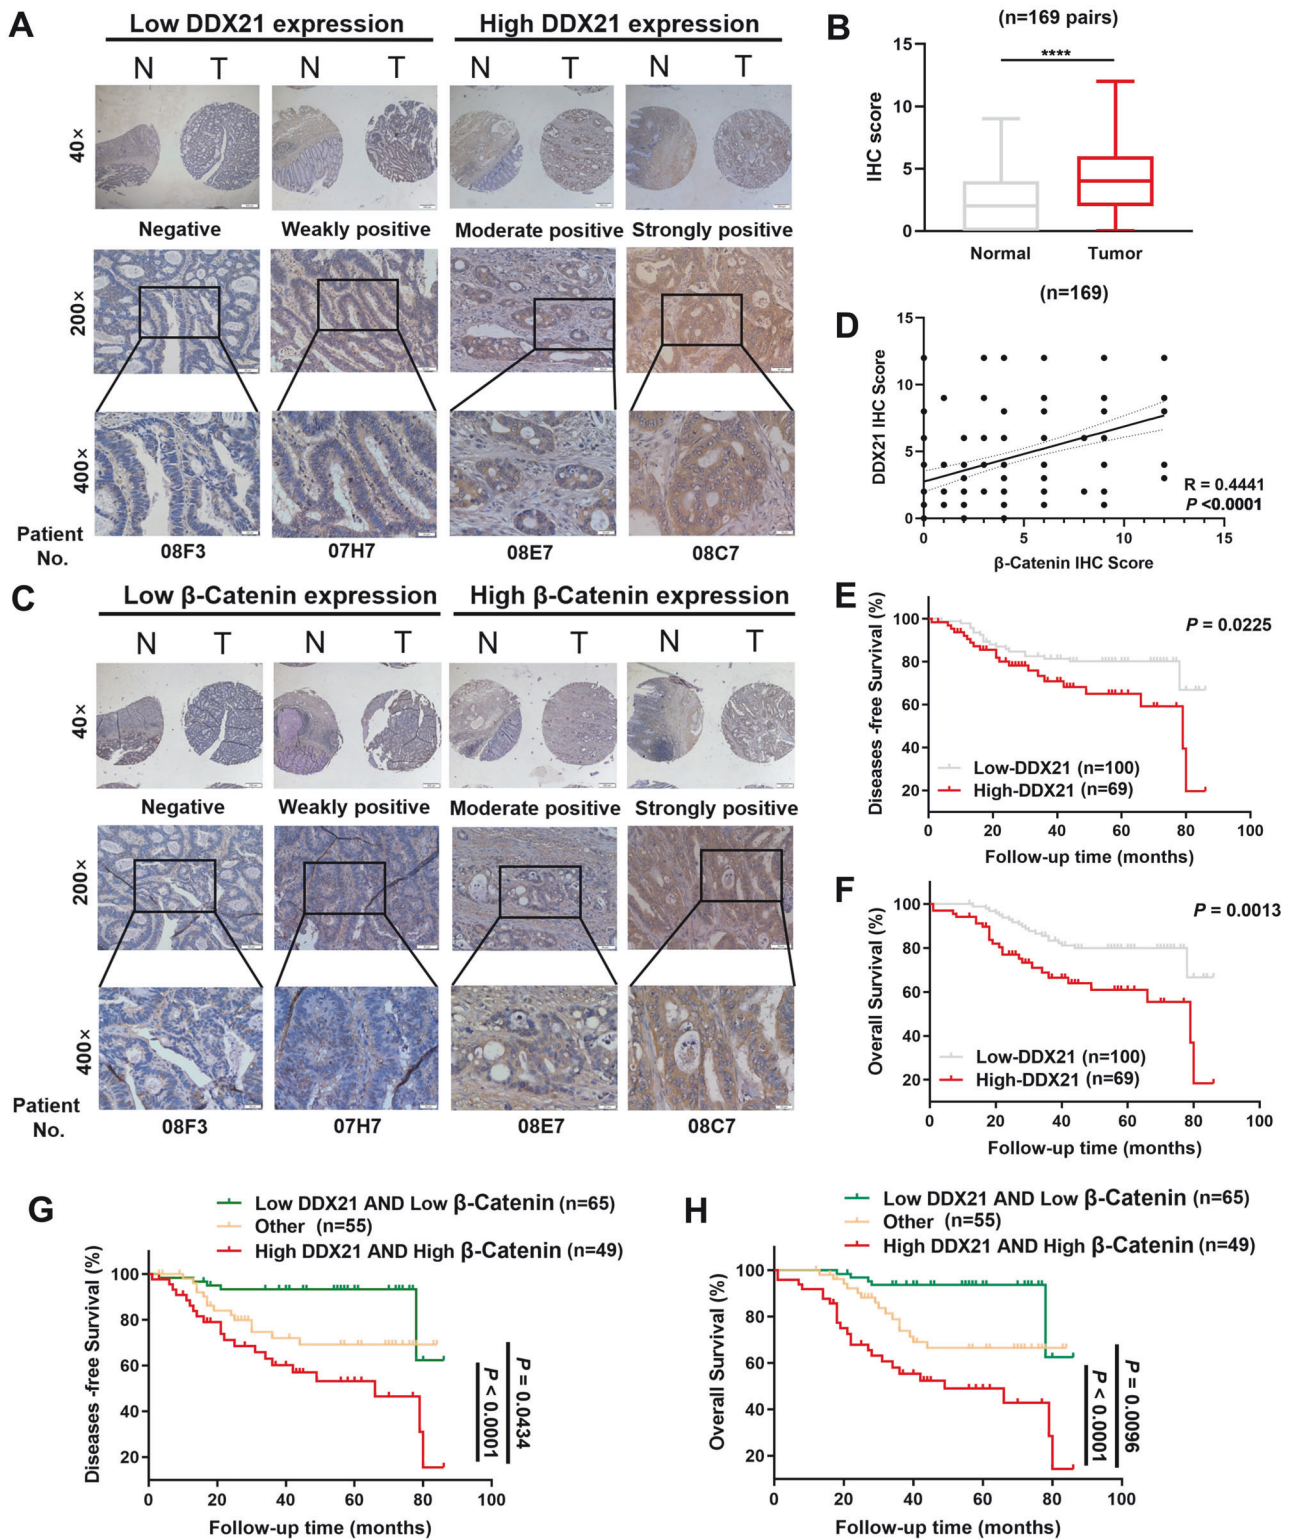 A
Low DDX21 expression
High DDX21 expression
N T N T N T N T
40×
Negative Weakly positive Moderate positive Strongly positive
200×
400×
Patient
No.
08F3 07H7 08E7 08C7
B
(n=169 pairs)
****
IHC score
15
10
5
0
Normal Tumor
D
(n=169)
DDX21 IHC Score
15
10
5
0
R = 0.4441
P <0.0001
0 5 10 15
β-Catenin IHC Score
C
Low β-Catenin expression
High β-Catenin expression
N T N T N T N T
40×
Negative Weakly positive Moderate positive Strongly positive
200×
400×
Patient
No.
08F3 07H7 08E7 08C7
E
P = 0.0225
Diseases -free Survival (%)
100
80
60
40
20
Low-DDX21 (n=100)
High-DDX21 (n=69)
0 20 40 60 80 100
Follow-up time (months)
F
P = 0.0013
Overall Survival (%)
100
80
60
40
20
Low-DDX21 (n=100)
High-DDX21 (n=69)
0 20 40 60 80 100
Follow-up time (months)
G
Low DDX21 AND Low β-Catenin (n=65)
Other (n=55)
High DDX21 AND High β-Catenin (n=49)
Diseases -free Survival (%)
100
80
60
40
20
P < 0.0001
P = 0.0434
0 20 40 60 80 100
Follow-up time (months)
H
Low DDX21 AND Low β-Catenin (n=65)
Other (n=55)
High DDX21 AND High β-Catenin (n=49)
Overall Survival (%)
100
80
60
40
20
P < 0.0001
P = 0.0096
0 20 40 60 80 100
Follow-up time (months)